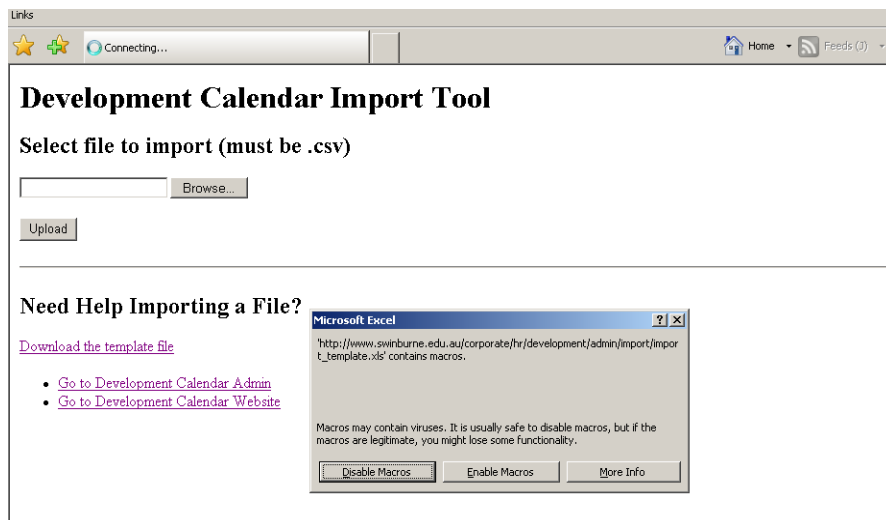 Links
Connecting...
Home
Feeds (J)
Development Calendar Import Tool
Select file to import (must be .csv)
Browse...
Upload
Need Help Importing a File?
Download the template file
Go to Development Calendar Admin
Go to Development Calendar Website
Microsoft Excel
'http://www.swinburne.edu.au/corporate/hr/development/admin/import/impor
t_template.xls' contains macros.
Macros may contain viruses. It is usually safe to disable macros, but if the
macros are legitimate, you might lose some functionality.
Disable Macros
Enable Macros
More Info